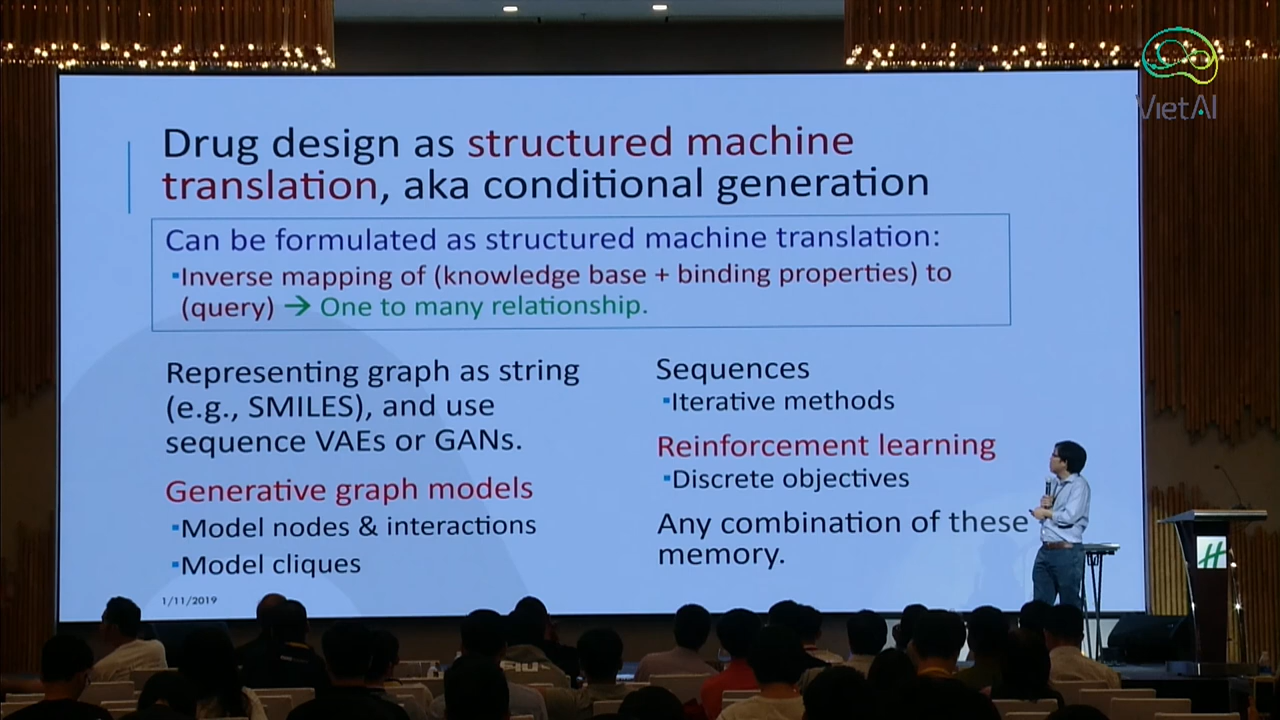 VietAI
Drug design as structured machine
translation, aka conditional generation
Can be formulated as structured machine translation:
▪Inverse mapping of (knowledge base + binding properties) to
(query) → One to many relationship.
Representing graph as string
(e.g., SMILES), and use
sequence VAEs or GANs.
Generative graph models
▪Model nodes & interactions
▪Model cliques
Sequences
▪Iterative methods
Reinforcement learning
▪Discrete objectives
Any combination of these
memory.
1/11/2019
H